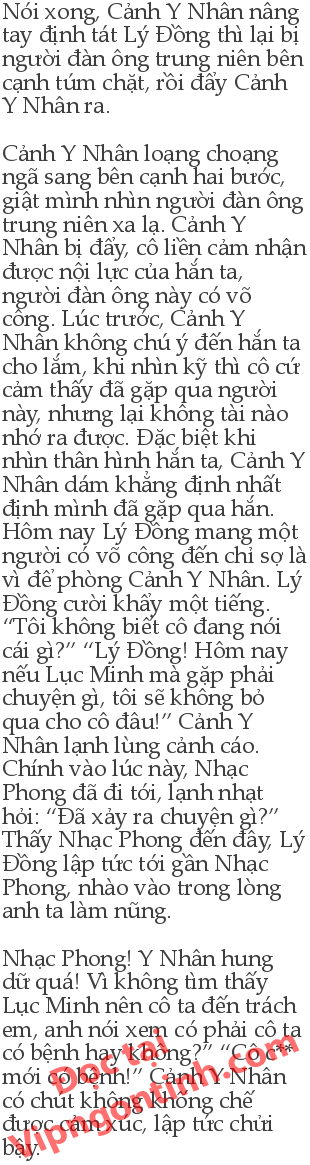 Nói xong, Cảnh Y Nhân nâng
tay định tát Lý Đồng thì lại bị
người đàn ông trung niên bên
cạnh túm chặt, rồi đẩy Cảnh
Y Nhân ra.
Cảnh Y Nhân loạng choạng
ngã sang bên cạnh hai bước,
giật mình nhìn người đàn ông
trung niên xa lạ. Cảnh Y
Nhân bị đẩy, cô liền cảm nhận
được nội lực của hắn ta,
người đàn ông này có võ
công. Lúc trước, Cảnh Y
Nhân không chú ý đến hắn ta
cho lắm, khi nhìn kỹ thì cô cứ
cảm thấy đã gặp qua người
này, nhưng lại không tài nào
nhớ ra được. Đặc biệt khi
nhìn thân hình hắn ta, Cảnh Y
Nhân dám khẳng định nhất
định mình đã gặp qua hắn.
Hôm nay Lý Đồng mang một
người có võ công đến chỉ sợ là
vì để phòng Cảnh Y Nhân. Lý
Đồng cười khẩy một tiếng.
“Tôi không biết cô đang nói
cái gì?” “Lý Đồng! Hôm nay
nếu Lục Minh mà gặp phải
chuyện gì, tôi sẽ không bỏ
qua cho cô đâu!” Cảnh Y
Nhân lạnh lùng cảnh cáo.
Chính vào lúc này, Nhạc
Phong đã đi tới, lạnh nhạt
hỏi: “Đã xảy ra chuyện gì?”
Thấy Nhạc Phong đến đây, Lý
Đồng lập tức tới gần Nhạc
Phong, nhào vào trong lòng
anh ta làm nũng.
Nhạc Phong! Y Nhân hung
dữ quá! Vì không tìm thấy
Lục Minh nên cô ta đến trách
em, anh nói xem có phải cô ta
có bệnh hay không?” “Cô c**
mới có bệnh!” Cảnh Y Nhân
có chút không khống chế
được cảm xúc, lập tức chửi
bậy.
Đọc tại
Vipngontinh.com